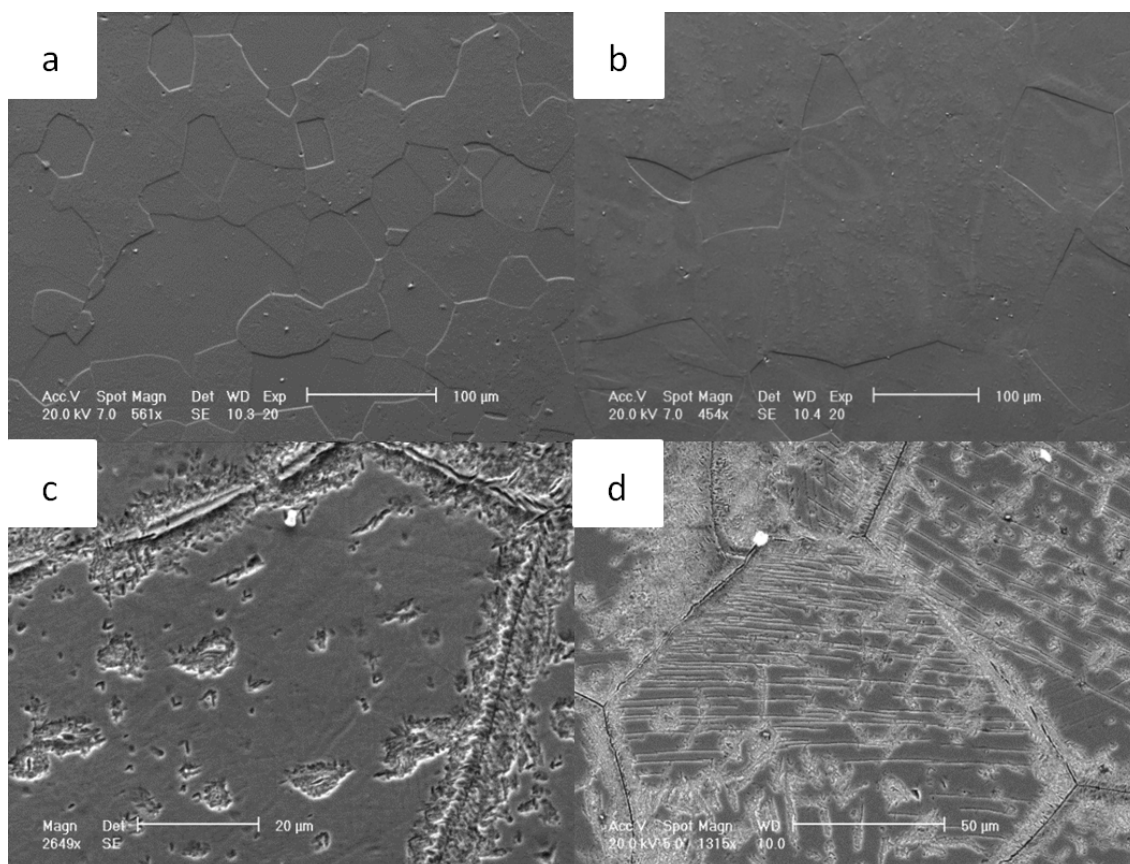 a
b
Acc.V Spot Magn Det WD Exp 100 µm
20.0 kV 7.0 561x SE 10.3 20
Acc.V Spot Magn Det WD Exp 100 µm
20.0 kV 7.0 454x SE 10.4 20
c
d
Magn Det 20 µm
2649x SE
Acc.V Spot Magn WD 50 µm
20.0 kV 5.0 1315x 10.0